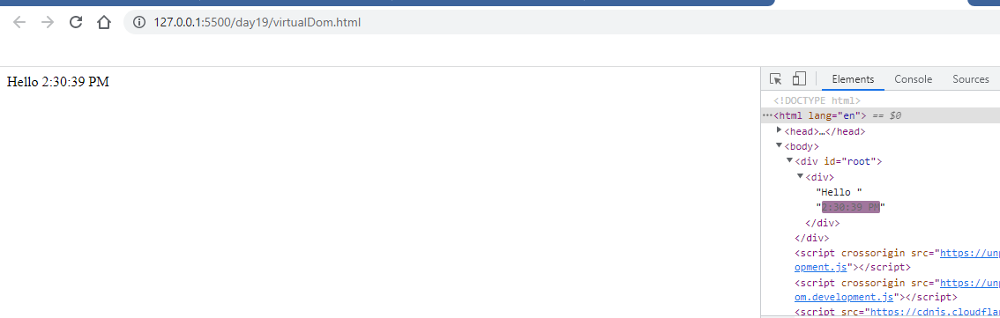 127.0.0.1:5500/day19/virtualDom.html
Hello 2:30:39 PM
Elements Console Sources
<!DOCTYPE html>
<html lang="en"> == $0
<head>…</head>
<body>
<div id="root">
<div>
"Hello "
"2:30:39 PM"
</div>
</div>
<script crossorigin src="https://unp
opment.js"></script>
<script crossorigin src="https://unp
om.development.js"></script>
<script src="https://cdnjs.cloudflar